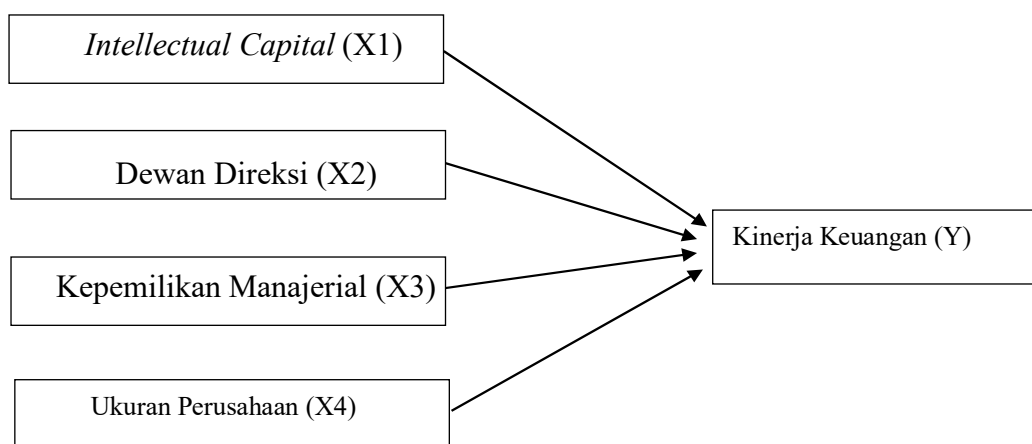 Intellectual Capital (X1)
Dewan Direksi (X2)
Kinerja Keuangan (Y)
Kepemilikan Manajerial (X3)
Ukuran Perusahaan (X4)